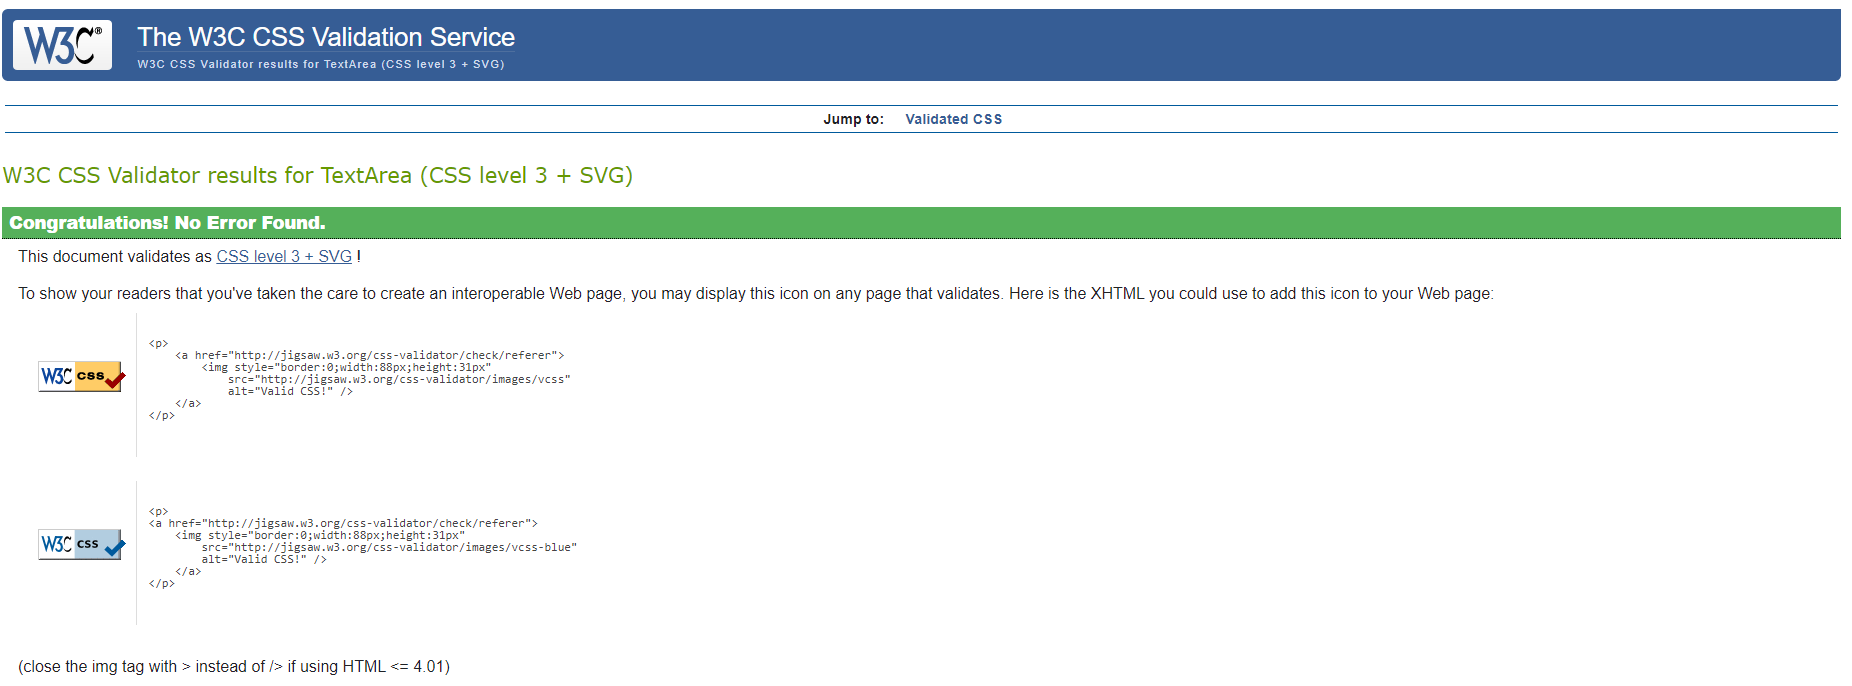 W3C®
The W3C CSS Validation Service
W3C CSS Validator results for TextArea (CSS level 3 + SVG)
Jump to: Validated CSS
W3C CSS Validator results for TextArea (CSS level 3 + SVG)
Congratulations! No Error Found.
This document validates as CSS level 3 + SVG !
To show your readers that you've taken the care to create an interoperable Web page, you may display this icon on any page that validates. Here is the XHTML you could use to add this icon to your Web page:
W3C css
<p>
<a href="http://jigsaw.w3.org/css-validator/check/referer">
<img style="border:0;width:88px;height:31px"
src="http://jigsaw.w3.org/css-validator/images/vcss"
alt="Valid CSS!" />
</a>
</p>
W3C css
<p>
<a href="http://jigsaw.w3.org/css-validator/check/referer">
<img style="border:0;width:88px;height:31px"
src="http://jigsaw.w3.org/css-validator/images/vcss-blue"
alt="Valid CSS!" />
</a>
</p>
(close the img tag with > instead of /> if using HTML <= 4.01)